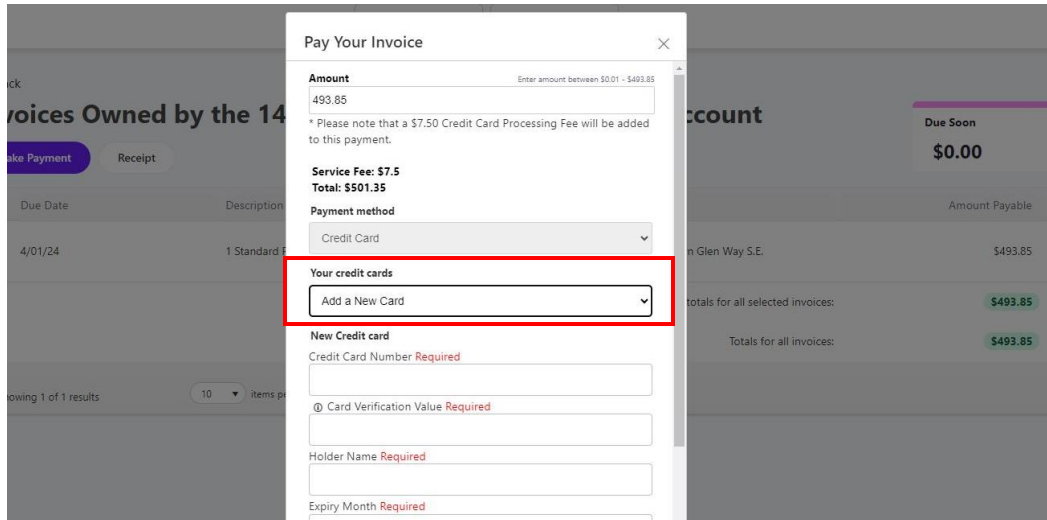 Pay Your Invoice
Amount
Enter amount between $0.01 - $493.85
493.85
* Please note that a $7.50 Credit Card Processing Fee will be added
to this payment.
Service Fee: $7.5
Total: $501.35
Payment method
Credit Card
Your credit cards
Add a New Card
New Credit card
Credit Card Number Required
Card Verification Value Required
Holder Name Required
Expiry Month Required
ck
voices Owned by the 14
ccount
Due Soon
$0.00
ake Payment
Receipt
Due Date
Description
Amount Payable
4/01/24
1 Standard
n Glen Way S.E.
$493.85
totals for all selected invoices:
$493.85
Totals for all invoices:
$493.85
owing 1 of 1 results
10
items pe